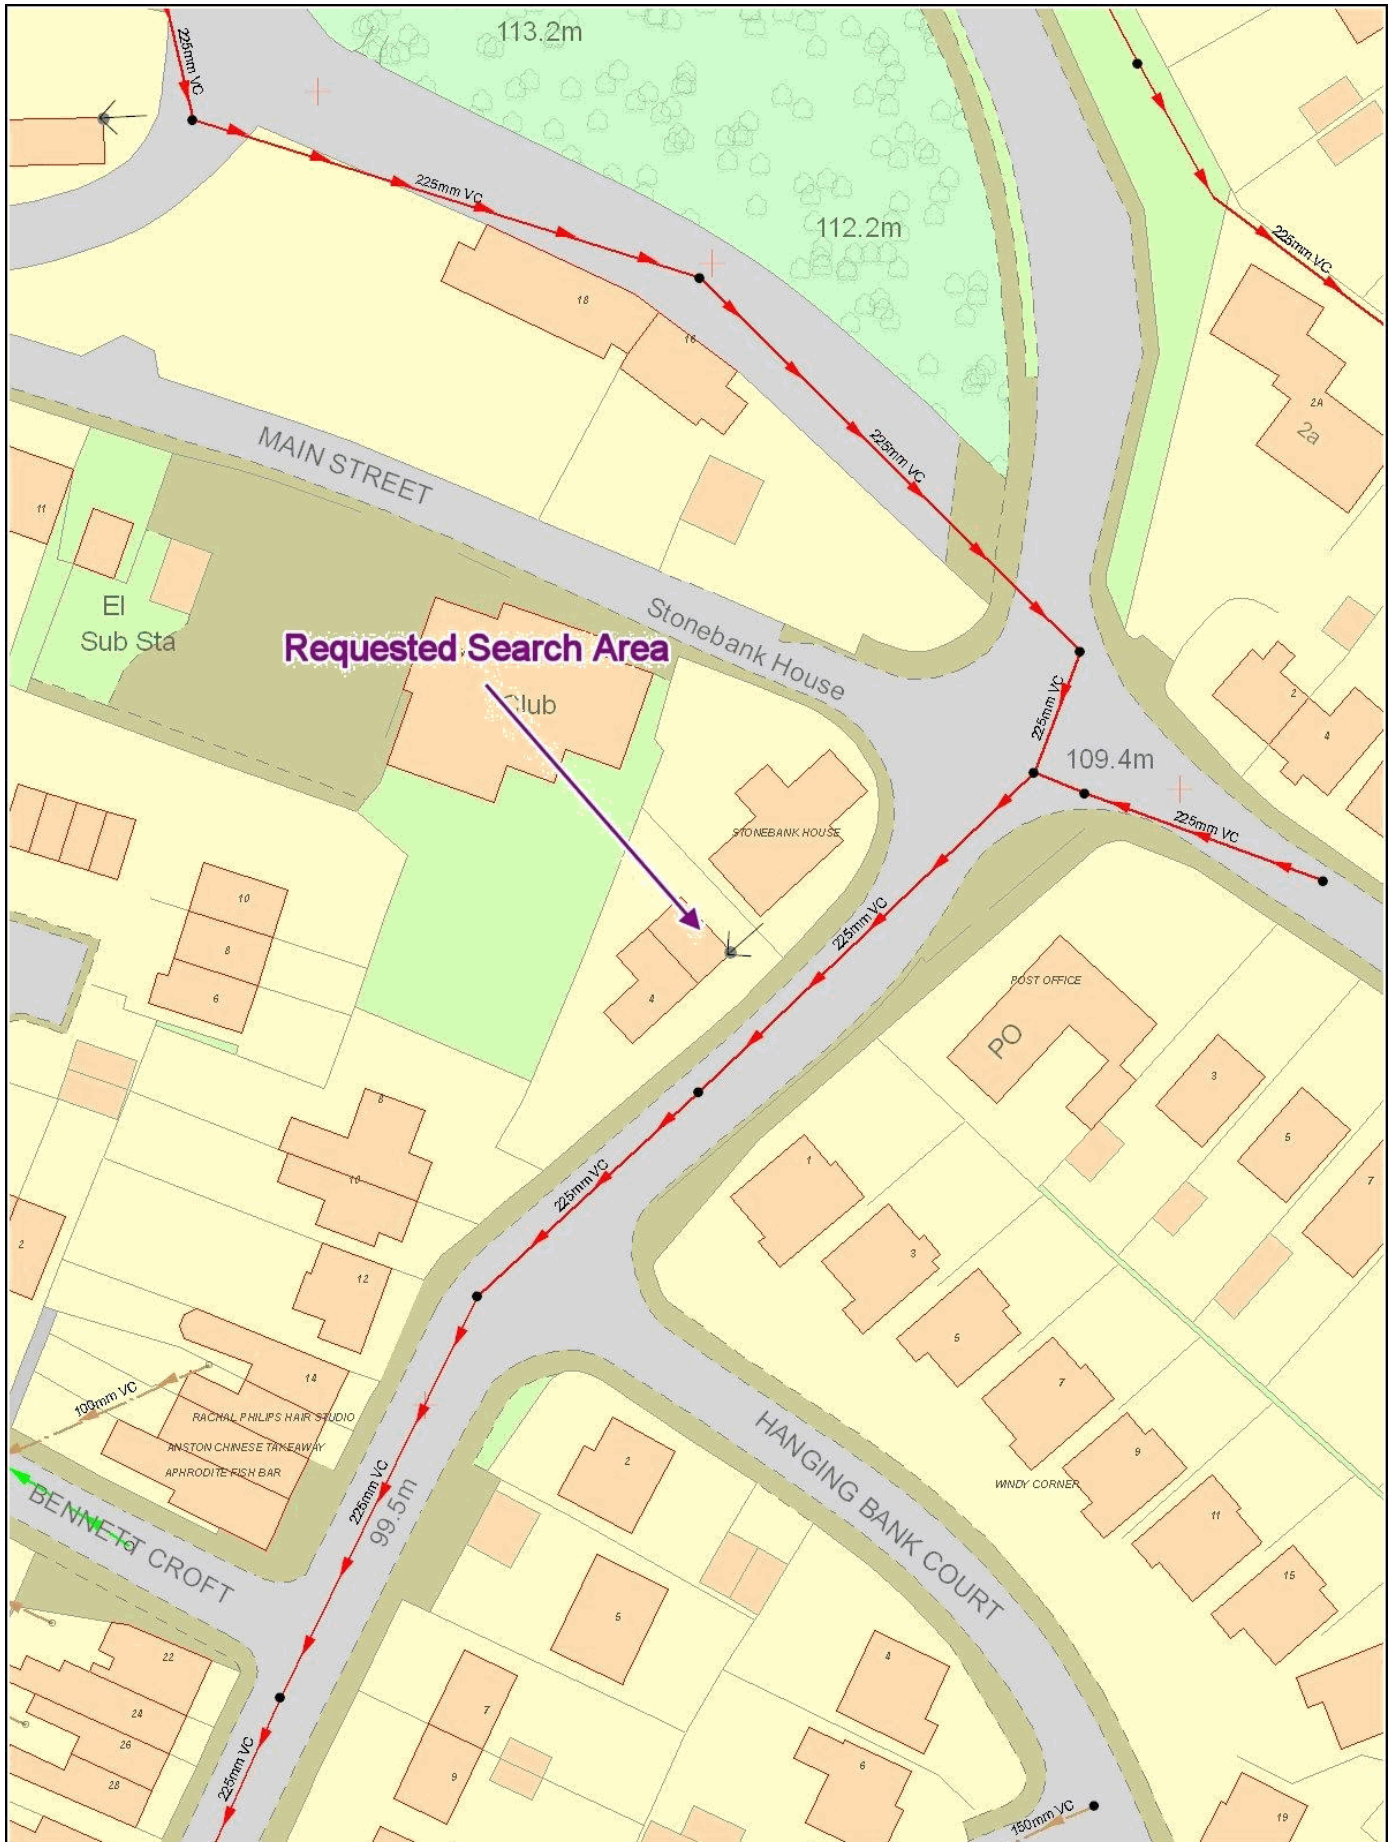 113.2m
225mm VC
225mm VC
112.2m
225mm VC
18
16
2A
2a
225mm VC
MAIN STREET
11
El
Sub Sta
Stonebank House
Requested Search Area
Club
2
4
225mm VC
109.4m
225mm VC
STONEBANK HOUSE
10
8
6
225mm VC
4
POST OFFICE
PO
3
5
7
8
10
225mm VC
1
3
5
7
9
11
15
2
12
14
100mm VC
RACHAL PHILIPS HAIR STUDIO
ANSTON CHINESE TAKEAWAY
APHRODITE FISH BAR
225mm VC
99.5m
2
HANGING BANK COURT
WINDY CORNER
BENNETT CROFT
5
22
24
26
28
7
9
4
6
225mm VC
150mm VC
19